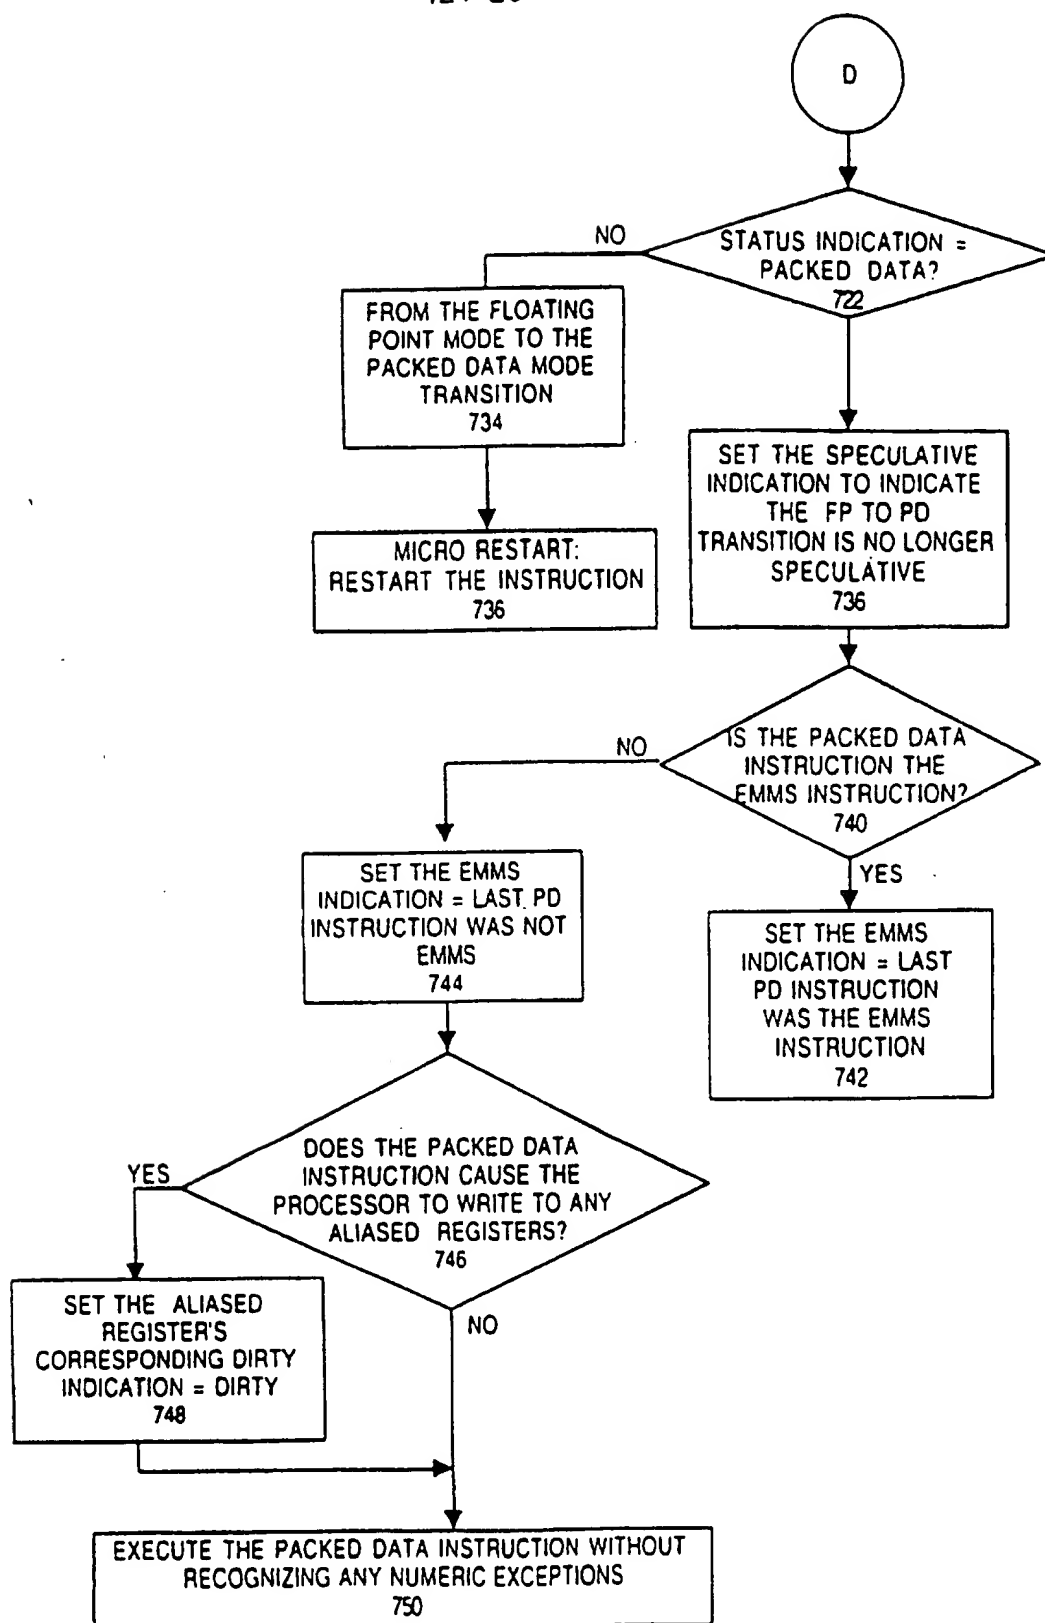 D
NO
STATUS INDICATION =
PACKED DATA?
722
FROM THE FLOATING
POINT MODE TO THE
PACKED DATA MODE
TRANSITION
734
SET THE SPECULATIVE
INDICATION TO INDICATE
THE FP TO PD
TRANSITION IS NO LONGER
SPECULATIVE
736
MICRO RESTART:
RESTART THE INSTRUCTION
736
NO
IS THE PACKED DATA
INSTRUCTION THE
EMMS INSTRUCTION?
740
YES
SET THE EMMS
INDICATION = LAST PD
INSTRUCTION WAS NOT
EMMS
744
SET THE EMMS
INDICATION = LAST
PD INSTRUCTION
WAS THE EMMS
INSTRUCTION
742
YES
DOES THE PACKED DATA
INSTRUCTION CAUSE THE
PROCESSOR TO WRITE TO ANY
ALIASED REGISTERS?
746
NO
SET THE ALIASED
REGISTER'S
CORRESPONDING DIRTY
INDICATION = DIRTY
748
EXECUTE THE PACKED DATA INSTRUCTION WITHOUT
RECOGNIZING ANY NUMERIC EXCEPTIONS
750